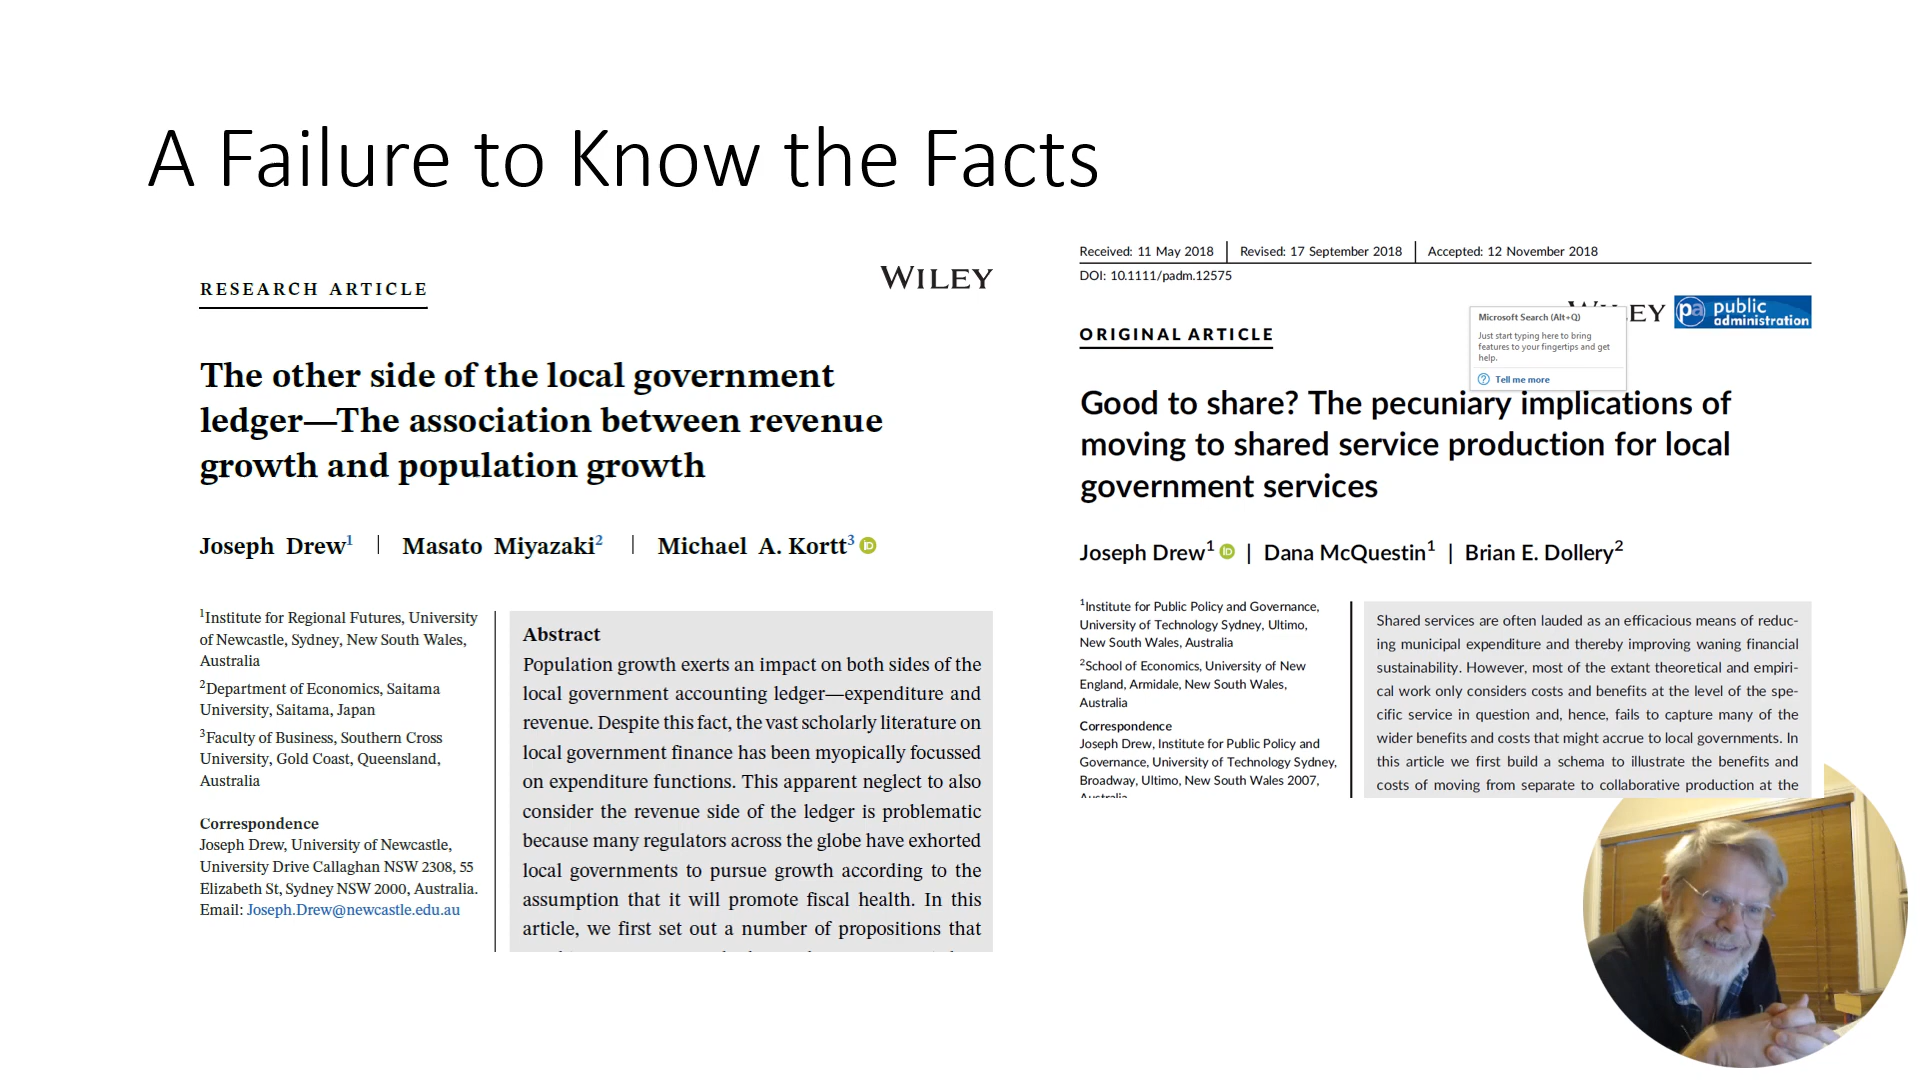 A Failure to Know the Facts
RESEARCH ARTICLE
WILEY
The other side of the local government
ledger—The association between revenue
growth and population growth
Joseph Drew1 | Masato Miyazaki2 | Michael A. Kortt3 iD
1Institute for Regional Futures, University
of Newcastle, Sydney, New South Wales,
Australia
2Department of Economics, Saitama
University, Saitama, Japan
3Faculty of Business, Southern Cross
University, Gold Coast, Queensland,
Australia
Correspondence
Joseph Drew, University of Newcastle,
University Drive Callaghan NSW 2308, 55
Elizabeth St, Sydney NSW 2000, Australia.
Email: Joseph.Drew@newcastle.edu.au
Abstract
Population growth exerts an impact on both sides of the
local government accounting ledger—expenditure and
revenue. Despite this fact, the vast scholarly literature on
local government finance has been myopically focussed
on expenditure functions. This apparent neglect to also
consider the revenue side of the ledger is problematic
because many regulators across the globe have exhorted
local governments to pursue growth according to the
assumption that it will promote fiscal health. In this
article, we first set out a number of propositions that
Received: 11 May 2018 | Revised: 17 September 2018 | Accepted: 12 November 2018
DOI: 10.1111/padm.12575
EY pa public
administration
ORIGINAL ARTICLE
Microsoft Search (Alt+Q)
Just start typing here to bring
features to your fingertips and get
help.
? Tell me more
Good to share? The pecuniary implications of
moving to shared service production for local
government services
Joseph Drew1 iD | Dana McQuestin1 | Brian E. Dollery2
1Institute for Public Policy and Governance,
University of Technology Sydney, Ultimo,
New South Wales, Australia
2School of Economics, University of New
England, Armidale, New South Wales,
Australia
Correspondence
Joseph Drew, Institute for Public Policy and
Governance, University of Technology Sydney,
Broadway, Ultimo, New South Wales 2007,
Australia
Shared services are often lauded as an efficacious means of reduc-
ing municipal expenditure and thereby improving waning financial
sustainability. However, most of the extant theoretical and empiri-
cal work only considers costs and benefits at the level of the spe-
cific service in question and, hence, fails to capture many of the
wider benefits and costs that might accrue to local governments. In
this article we first build a schema to illustrate the benefits and
costs of moving from separate to collaborative production at the